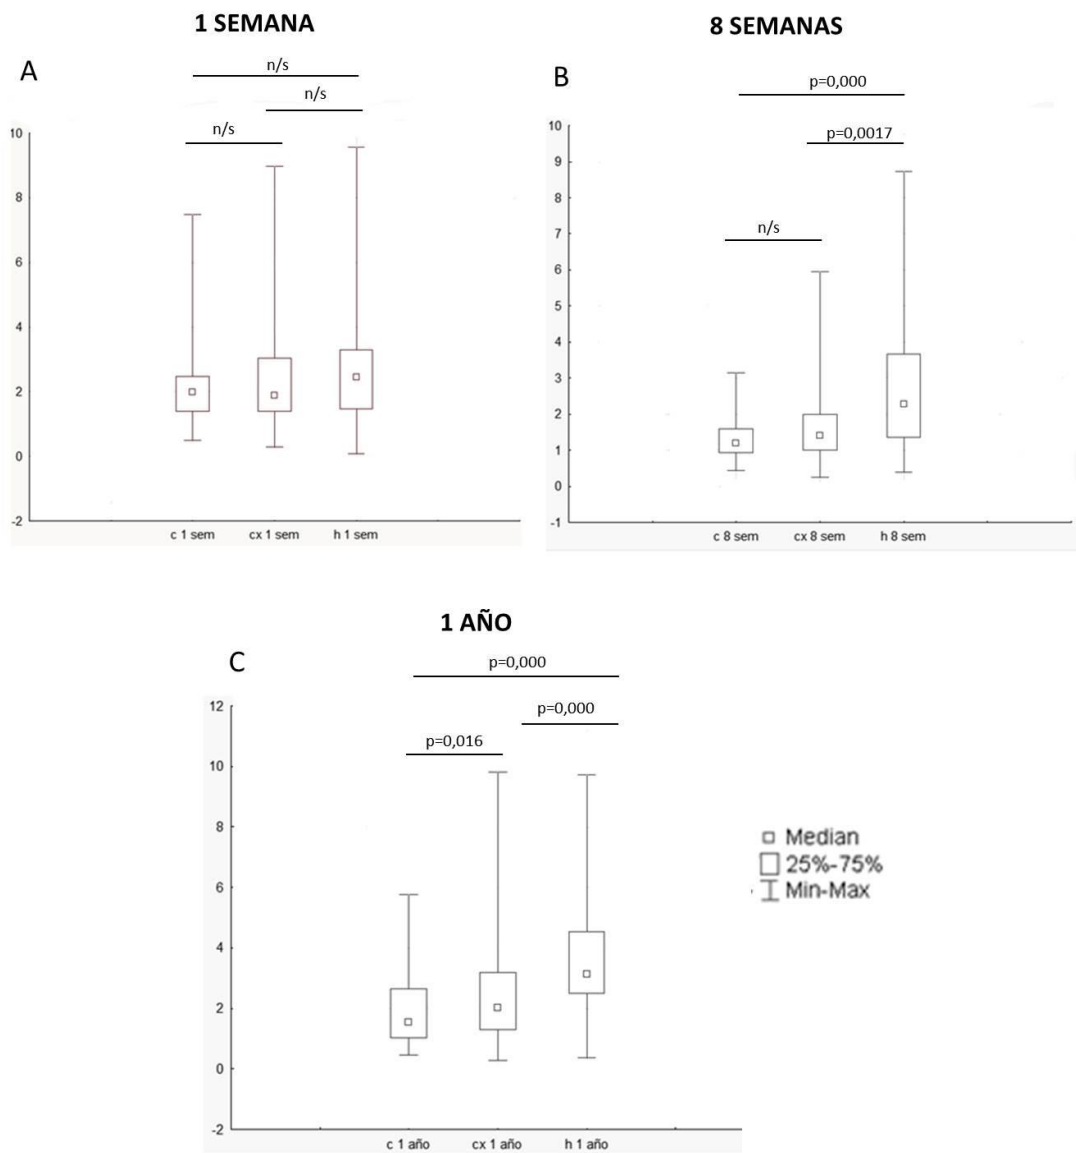 1 SEMANA
8 SEMANAS
A
n/s
n/s
n/s
10
8
6
4
2
0
-2
c 1 sem cx 1 sem h 1 sem
B
p=0,000
p=0,0017
n/s
10
9
8
7
6
5
4
3
2
1
0
-1
c 8 sem cx 8 sem h 8 sem
1 AÑO
C
p=0,000
p=0,000
p=0,016
12
10
8
6
4
2
0
-2
c 1 año cx 1 año h 1 año
Median
25%-75%
Min-Max